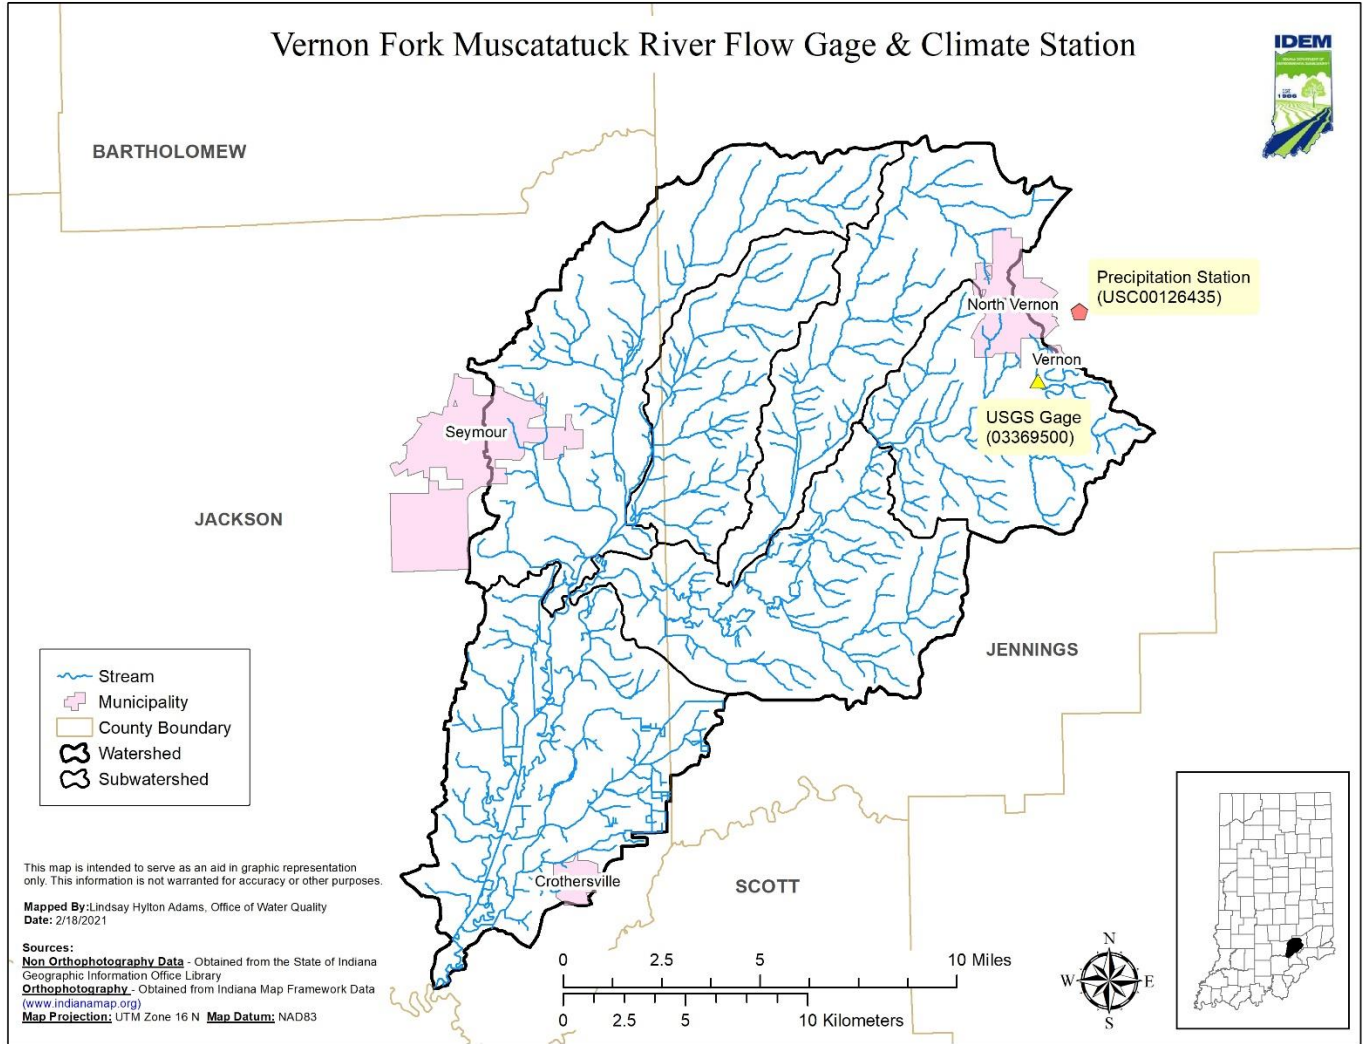 Vernon Fork Muscatatuck River Flow Gage & Climate Station
IDEM
1986
BARTHOLOMEW
Precipitation Station
(USC00126435)
North Vernon
Vernon
USGS Gage
(03369500)
Seymour
JACKSON
JENNINGS
Stream
Municipality
County Boundary
Watershed
Subwatershed
Crothersville
SCOTT
This map is intended to serve as an aid in graphic representation
only. This information is not warranted for accuracy or other purposes.
Mapped By:Lindsay Hylton Adams, Office of Water Quality
Date: 2/18/2021
Sources:
Non Orthophotography Data - Obtained from the State of Indiana
Geographic Information Office Library
Orthophotography - Obtained from Indiana Map Framework Data
(www.indianamap.org)
Map Projection: UTM Zone 16 N Map Datum: NAD83
0 2.5 5 10 Miles
0 2.5 5 10 Kilometers
N
W E
S